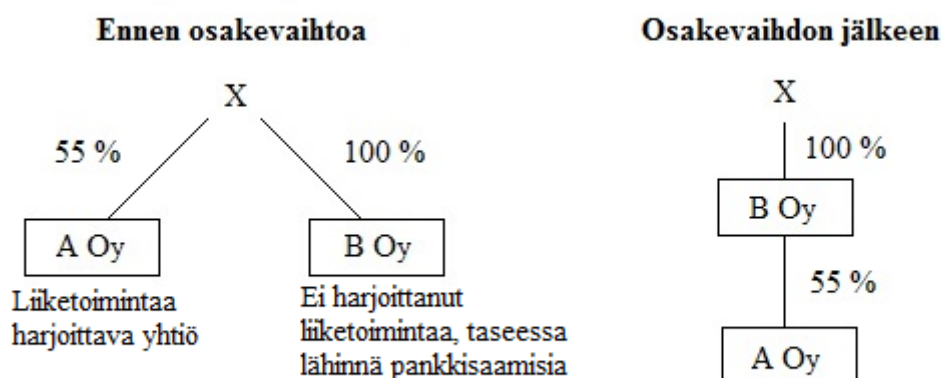 Ennen osakevaihtoa
X
55 %
100 %
A Oy
B Oy
Liiketoimintaa
harjoittava yhtiö
Ei harjoittanut
liiketoimintaa, taseessa
lähinnä pankkisaamisia
Osakevaihdon jälkeen
X
100 %
B Oy
55 %
A Oy